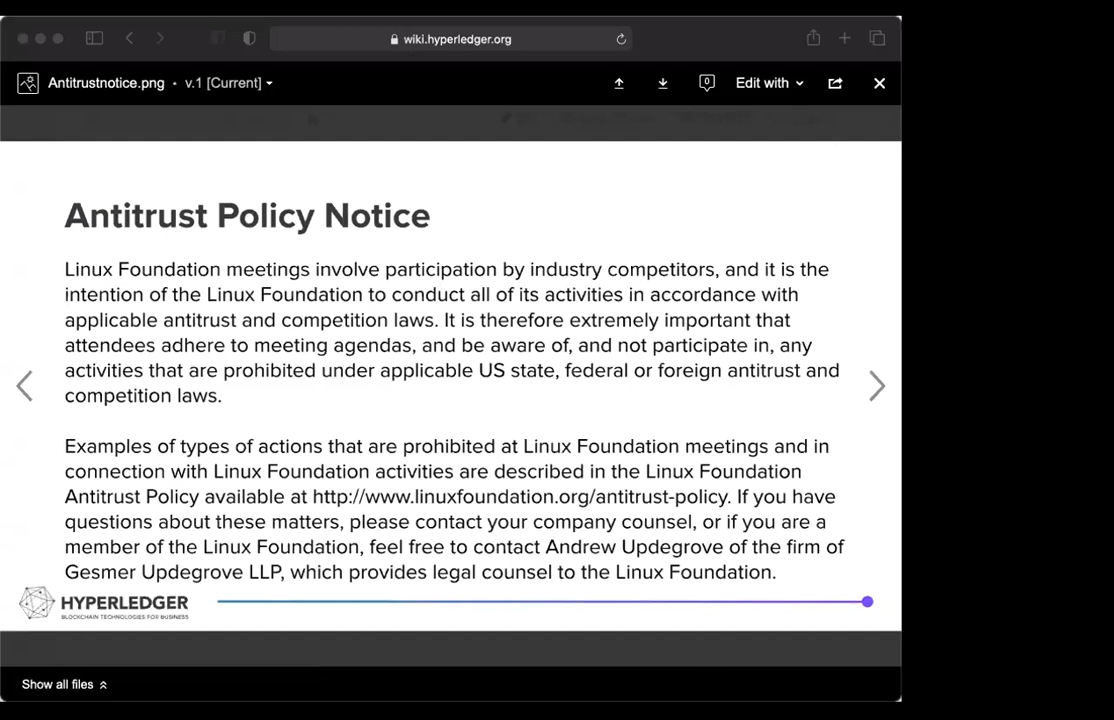 wiki.hyperledger.org
Antitrustnotice.png • v.1 [Current]
0
Edit with
Antitrust Policy Notice
Linux Foundation meetings involve participation by industry competitors, and it is the
intention of the Linux Foundation to conduct all of its activities in accordance with
applicable antitrust and competition laws. It is therefore extremely important that
attendees adhere to meeting agendas, and be aware of, and not participate in, any
activities that are prohibited under applicable US state, federal or foreign antitrust and
competition laws.
Examples of types of actions that are prohibited at Linux Foundation meetings and in
connection with Linux Foundation activities are described in the Linux Foundation
Antitrust Policy available at http://www.linuxfoundation.org/antitrust-policy. If you have
questions about these matters, please contact your company counsel, or if you are a
member of the Linux Foundation, feel free to contact Andrew Updegrove of the firm of
Gesmer Updegrove LLP, which provides legal counsel to the Linux Foundation.
HYPERLEDGER
BLOCKCHAIN TECHNOLOGIES FOR BUSINESS
Show all files